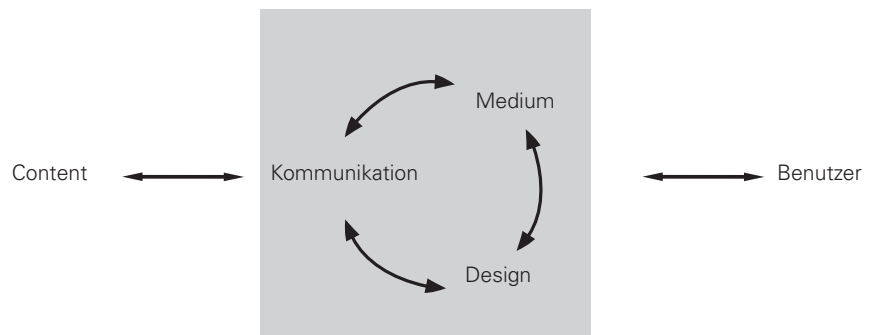 Medium
Content
Kommunikation
Benutzer
Design